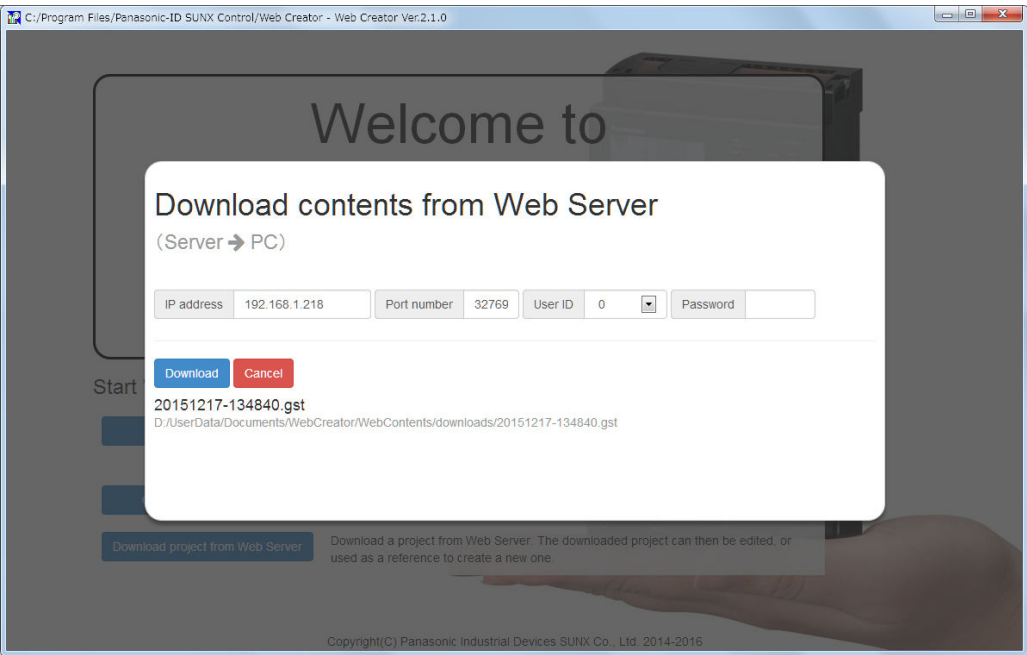 C:/Program Files/Panasonic-ID SUNX Control/Web Creator - Web Creator Ver.2.1.0
Welcome to
Download contents from Web Server
(Server → PC)
IP address 192.168.1.218 Port number 32769 User ID 0 Password
Download Cancel
Start
20151217-134840.gst
D:/UserData/Documents/WebCreator/WebContents/downloads/20151217-134840.gst
Download project from Web Server
Download a project from Web Server. The downloaded project can then be edited, or
used as a reference to create a new one.
Copyright(C) Panasonic Industrial Devices SUNX Co., Ltd. 2014-2016